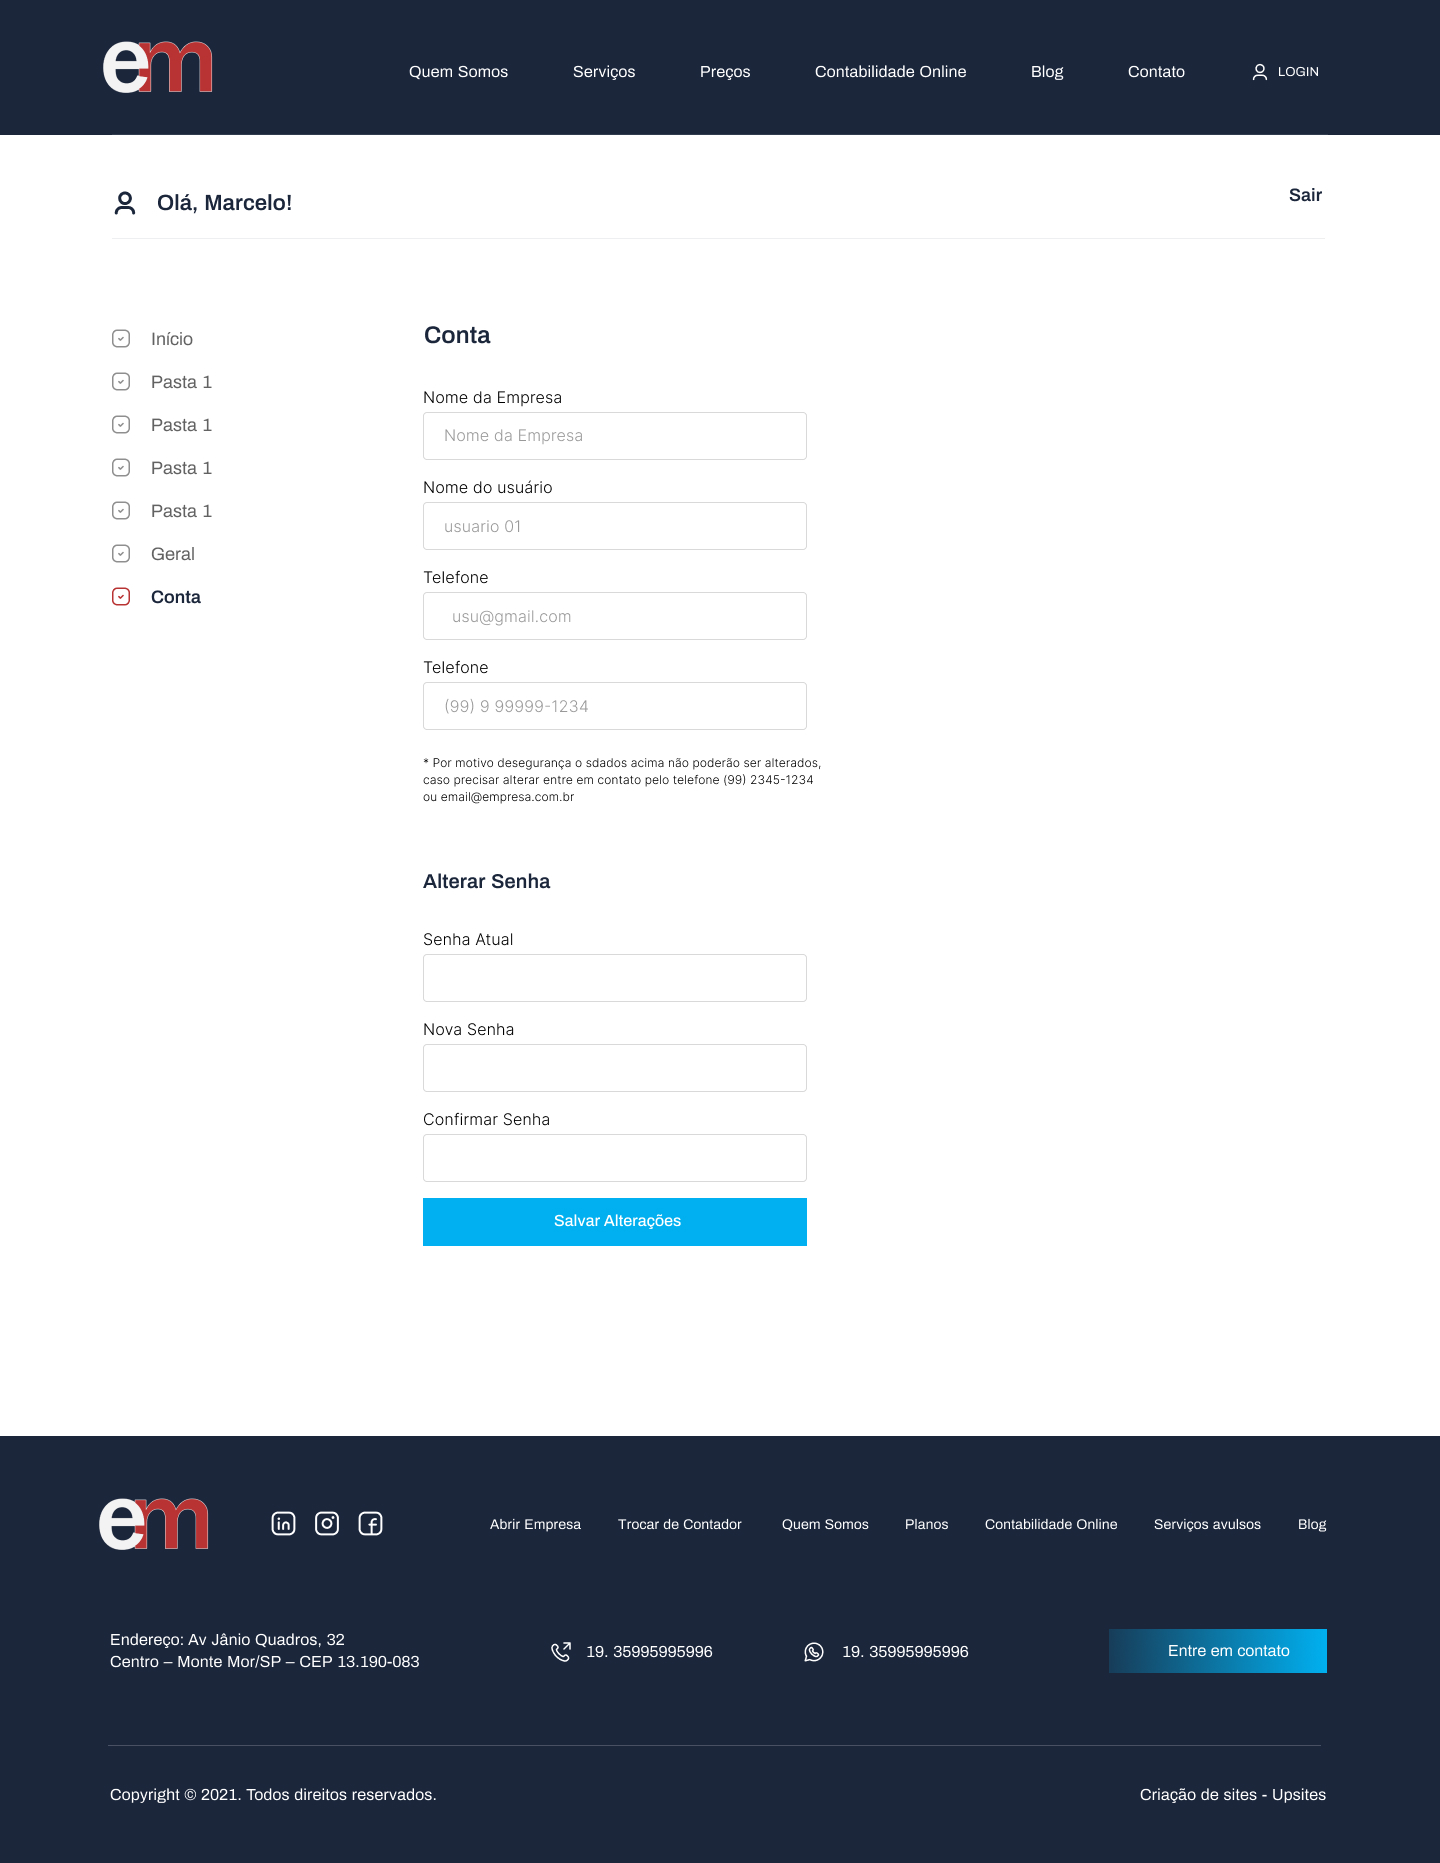 em
Quem Somos
Serviços
Preços
Contabilidade Online
Blog
Contato
LOGIN
Olá, Marcelo!
Sair
Início
Pasta 1
Pasta 1
Pasta 1
Pasta 1
Geral
Conta
Conta
Nome da Empresa
Nome da Empresa
Nome do usuário
usuario 01
Telefone
usu@gmail.com
Telefone
(99) 9 99999-1234
* Por motivo desegurança o sdados acima não poderão ser alterados,
caso precisar alterar entre em contato pelo telefone (99) 2345-1234
ou email@empresa.com.br
Alterar Senha
Senha Atual
Nova Senha
Confirmar Senha
Salvar Alterações
em
Abrir Empresa
Trocar de Contador
Quem Somos
Planos
Contabilidade Online
Serviços avulsos
Blog
Endereço: Av Jânio Quadros, 32
Centro – Monte Mor/SP – CEP 13.190-083
19. 35995995996
19. 35995995996
Entre em contato
Copyright © 2021. Todos direitos reservados.
Criação de sites - Upsites